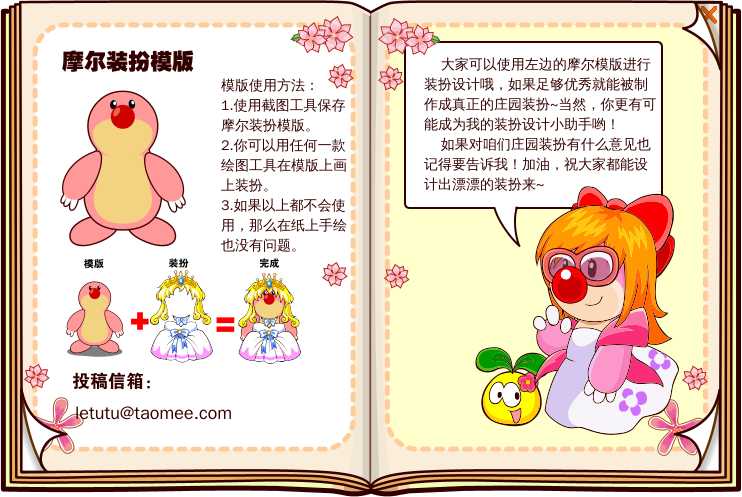 摩尔装扮模版
模版使用方法：
1.使用截图工具保存
摩尔装扮模版。
2.你可以用任何一款
绘图工具在模版上画
上装扮。
3.如果以上都不会使
用，那么在纸上手绘
也没有问题。
模版 装扮 完成
投稿信箱：
letutu@taomee.com
大家可以使用左边的摩尔模版进行
装扮设计哦，如果足够优秀就能被制
作成真正的庄园装扮~当然，你更有可
能成为我的装扮设计小助手哟！
如果对咱们庄园装扮有什么意见也
记得要告诉我！加油，祝大家都能设
计出漂漂的装扮来~